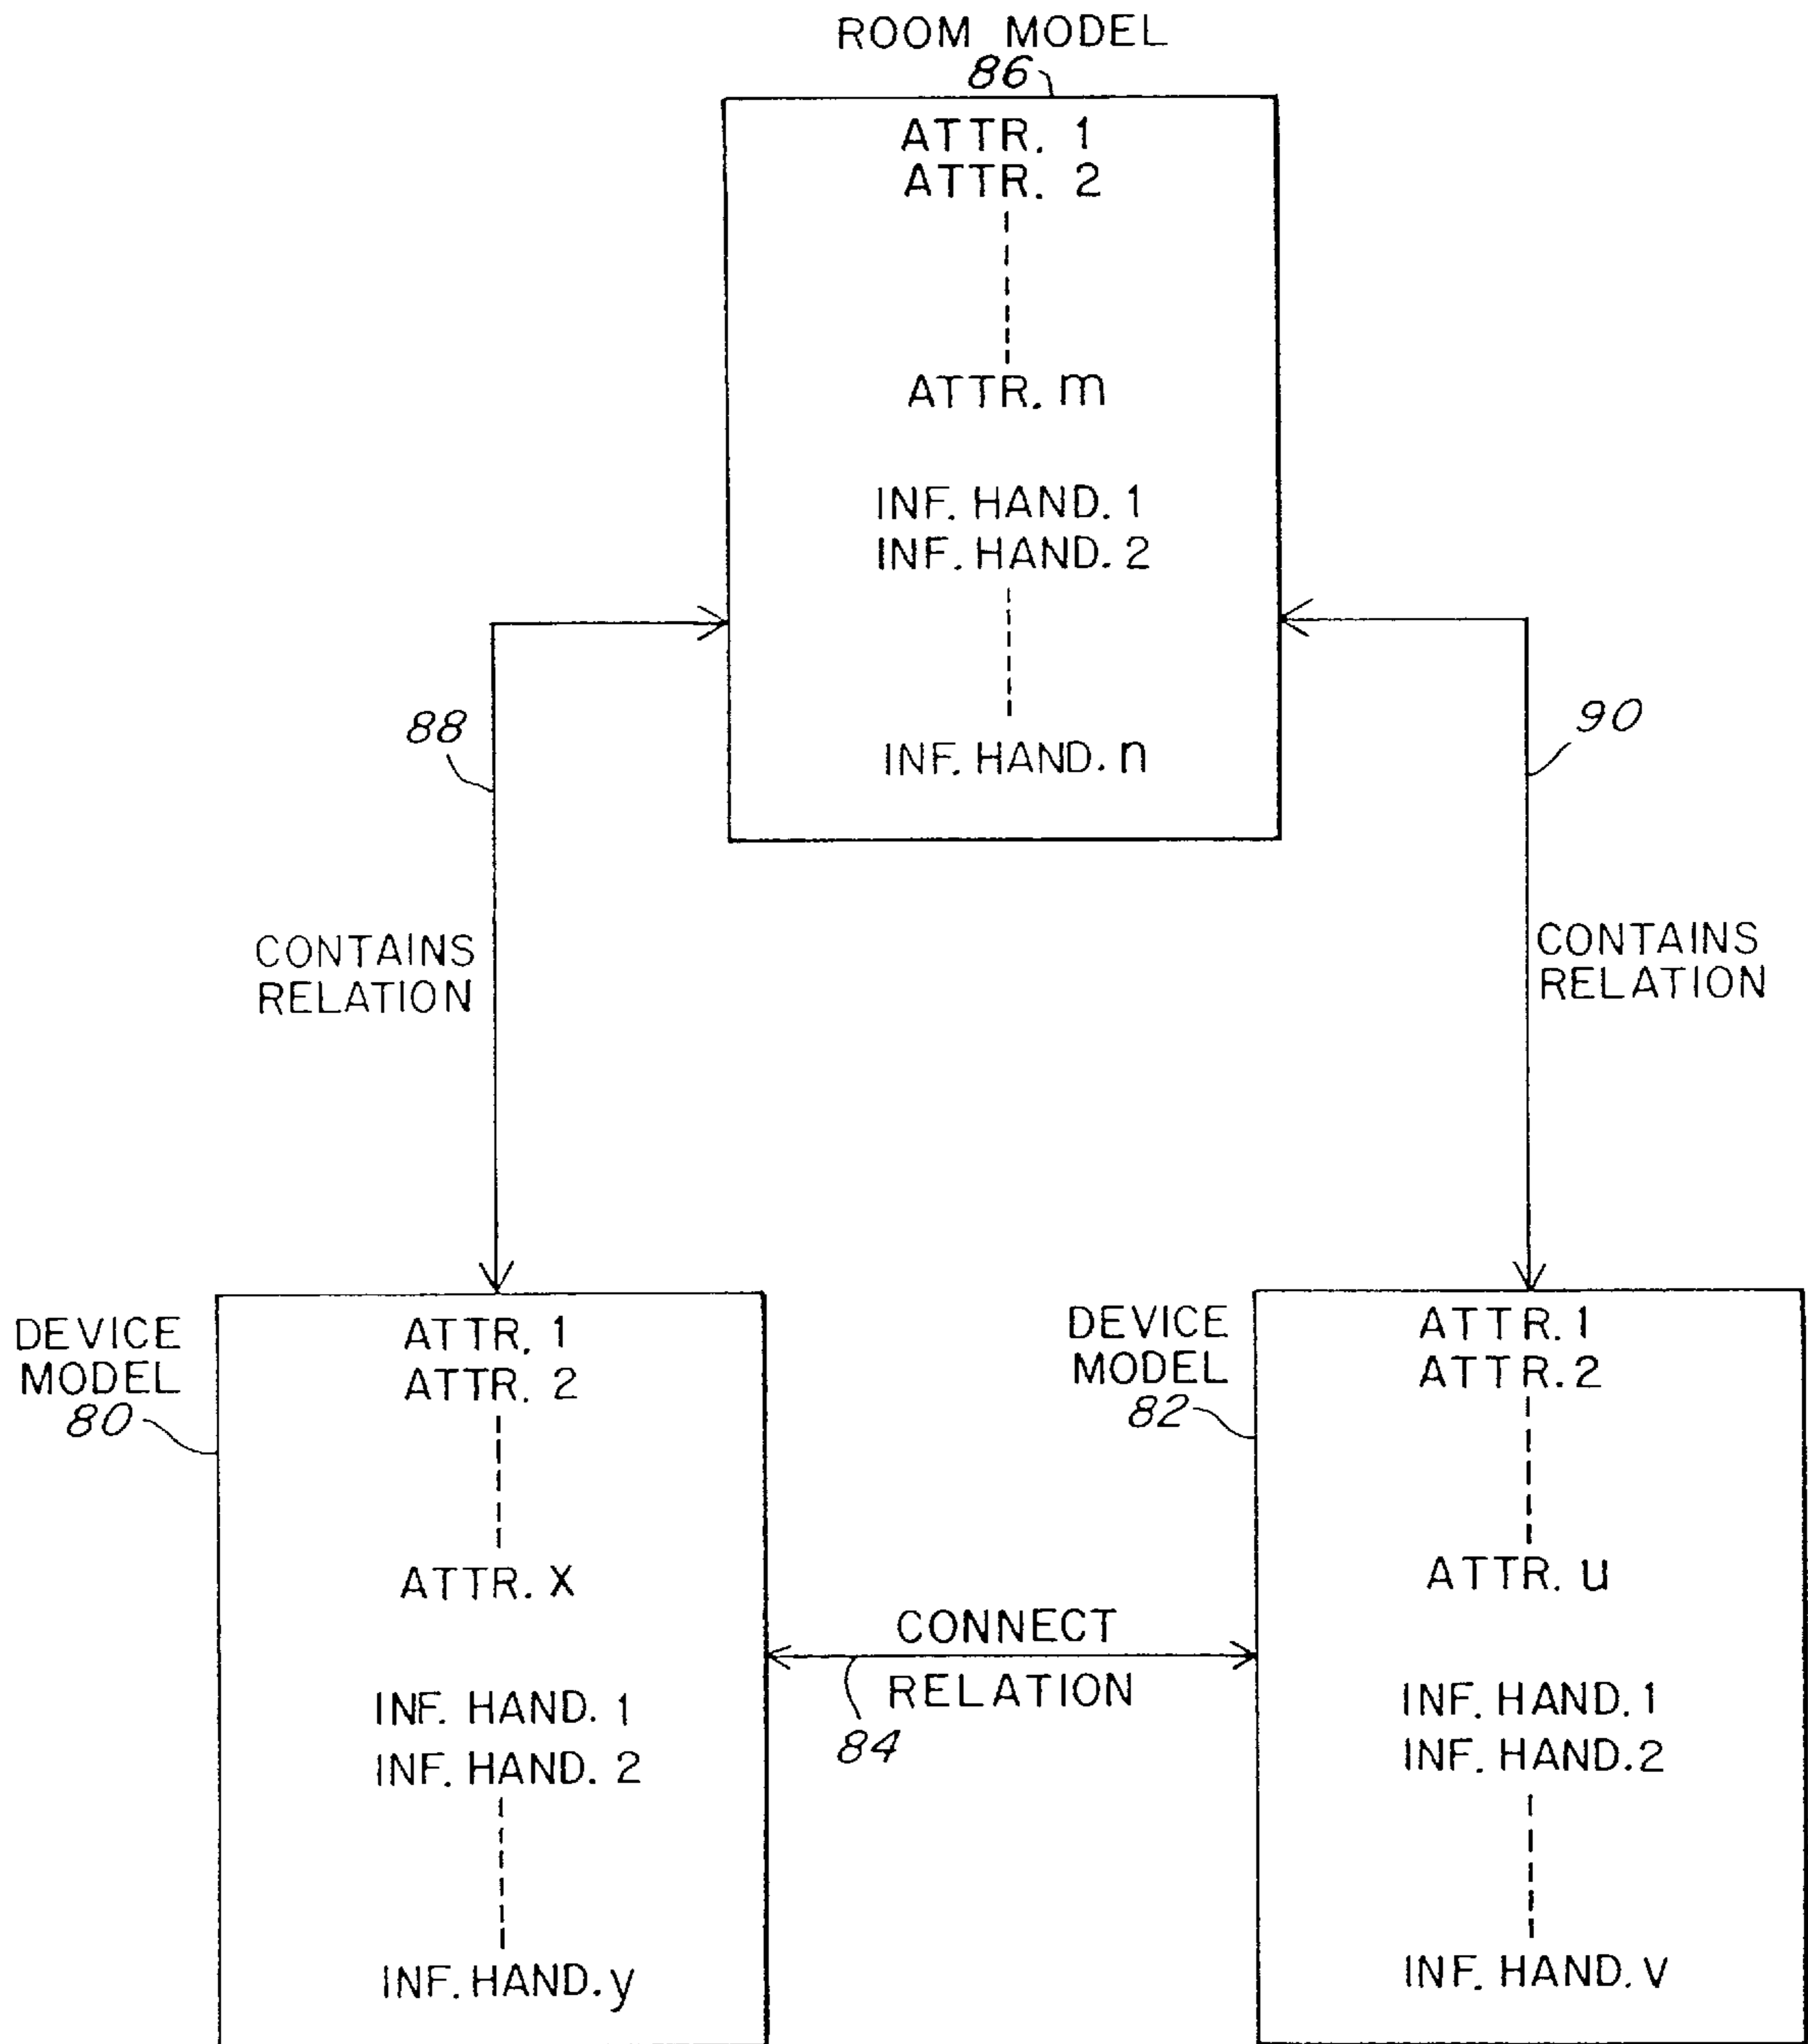 ROOM MODEL
86
ATTR. 1
ATTR. 2
ATTR. m
INF. HAND. 1
INF. HAND. 2
INF. HAND. n
88
90
CONTAINS
RELATION
CONTAINS
RELATION
DEVICE
MODEL
80
ATTR. 1
ATTR. 2
ATTR. x
INF. HAND. 1
INF. HAND. 2
INF. HAND. y
CONNECT
RELATION
84
DEVICE
MODEL
82
ATTR. 1
ATTR. 2
ATTR. u
INF. HAND. 1
INF. HAND. 2
INF. HAND. v